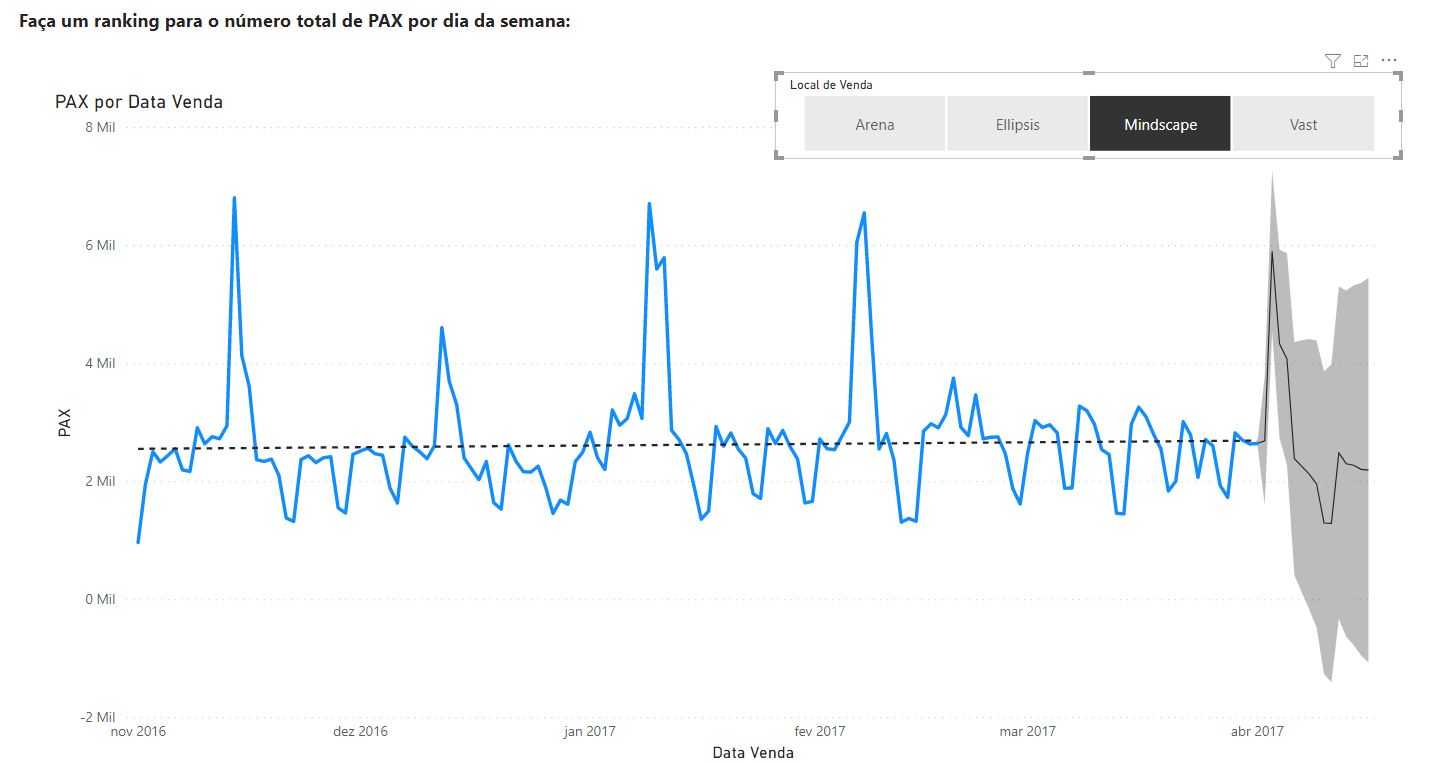 Faça um ranking para o número total de PAX por dia da semana:
Local de Venda
Arena Ellipsis Mindscape Vast
PAX por Data Venda
8 Mil
6 Mil
4 Mil
2 Mil
0 Mil
-2 Mil
PAX
nov 2016 dez 2016 jan 2017 fev 2017 mar 2017 abr 2017
Data Venda